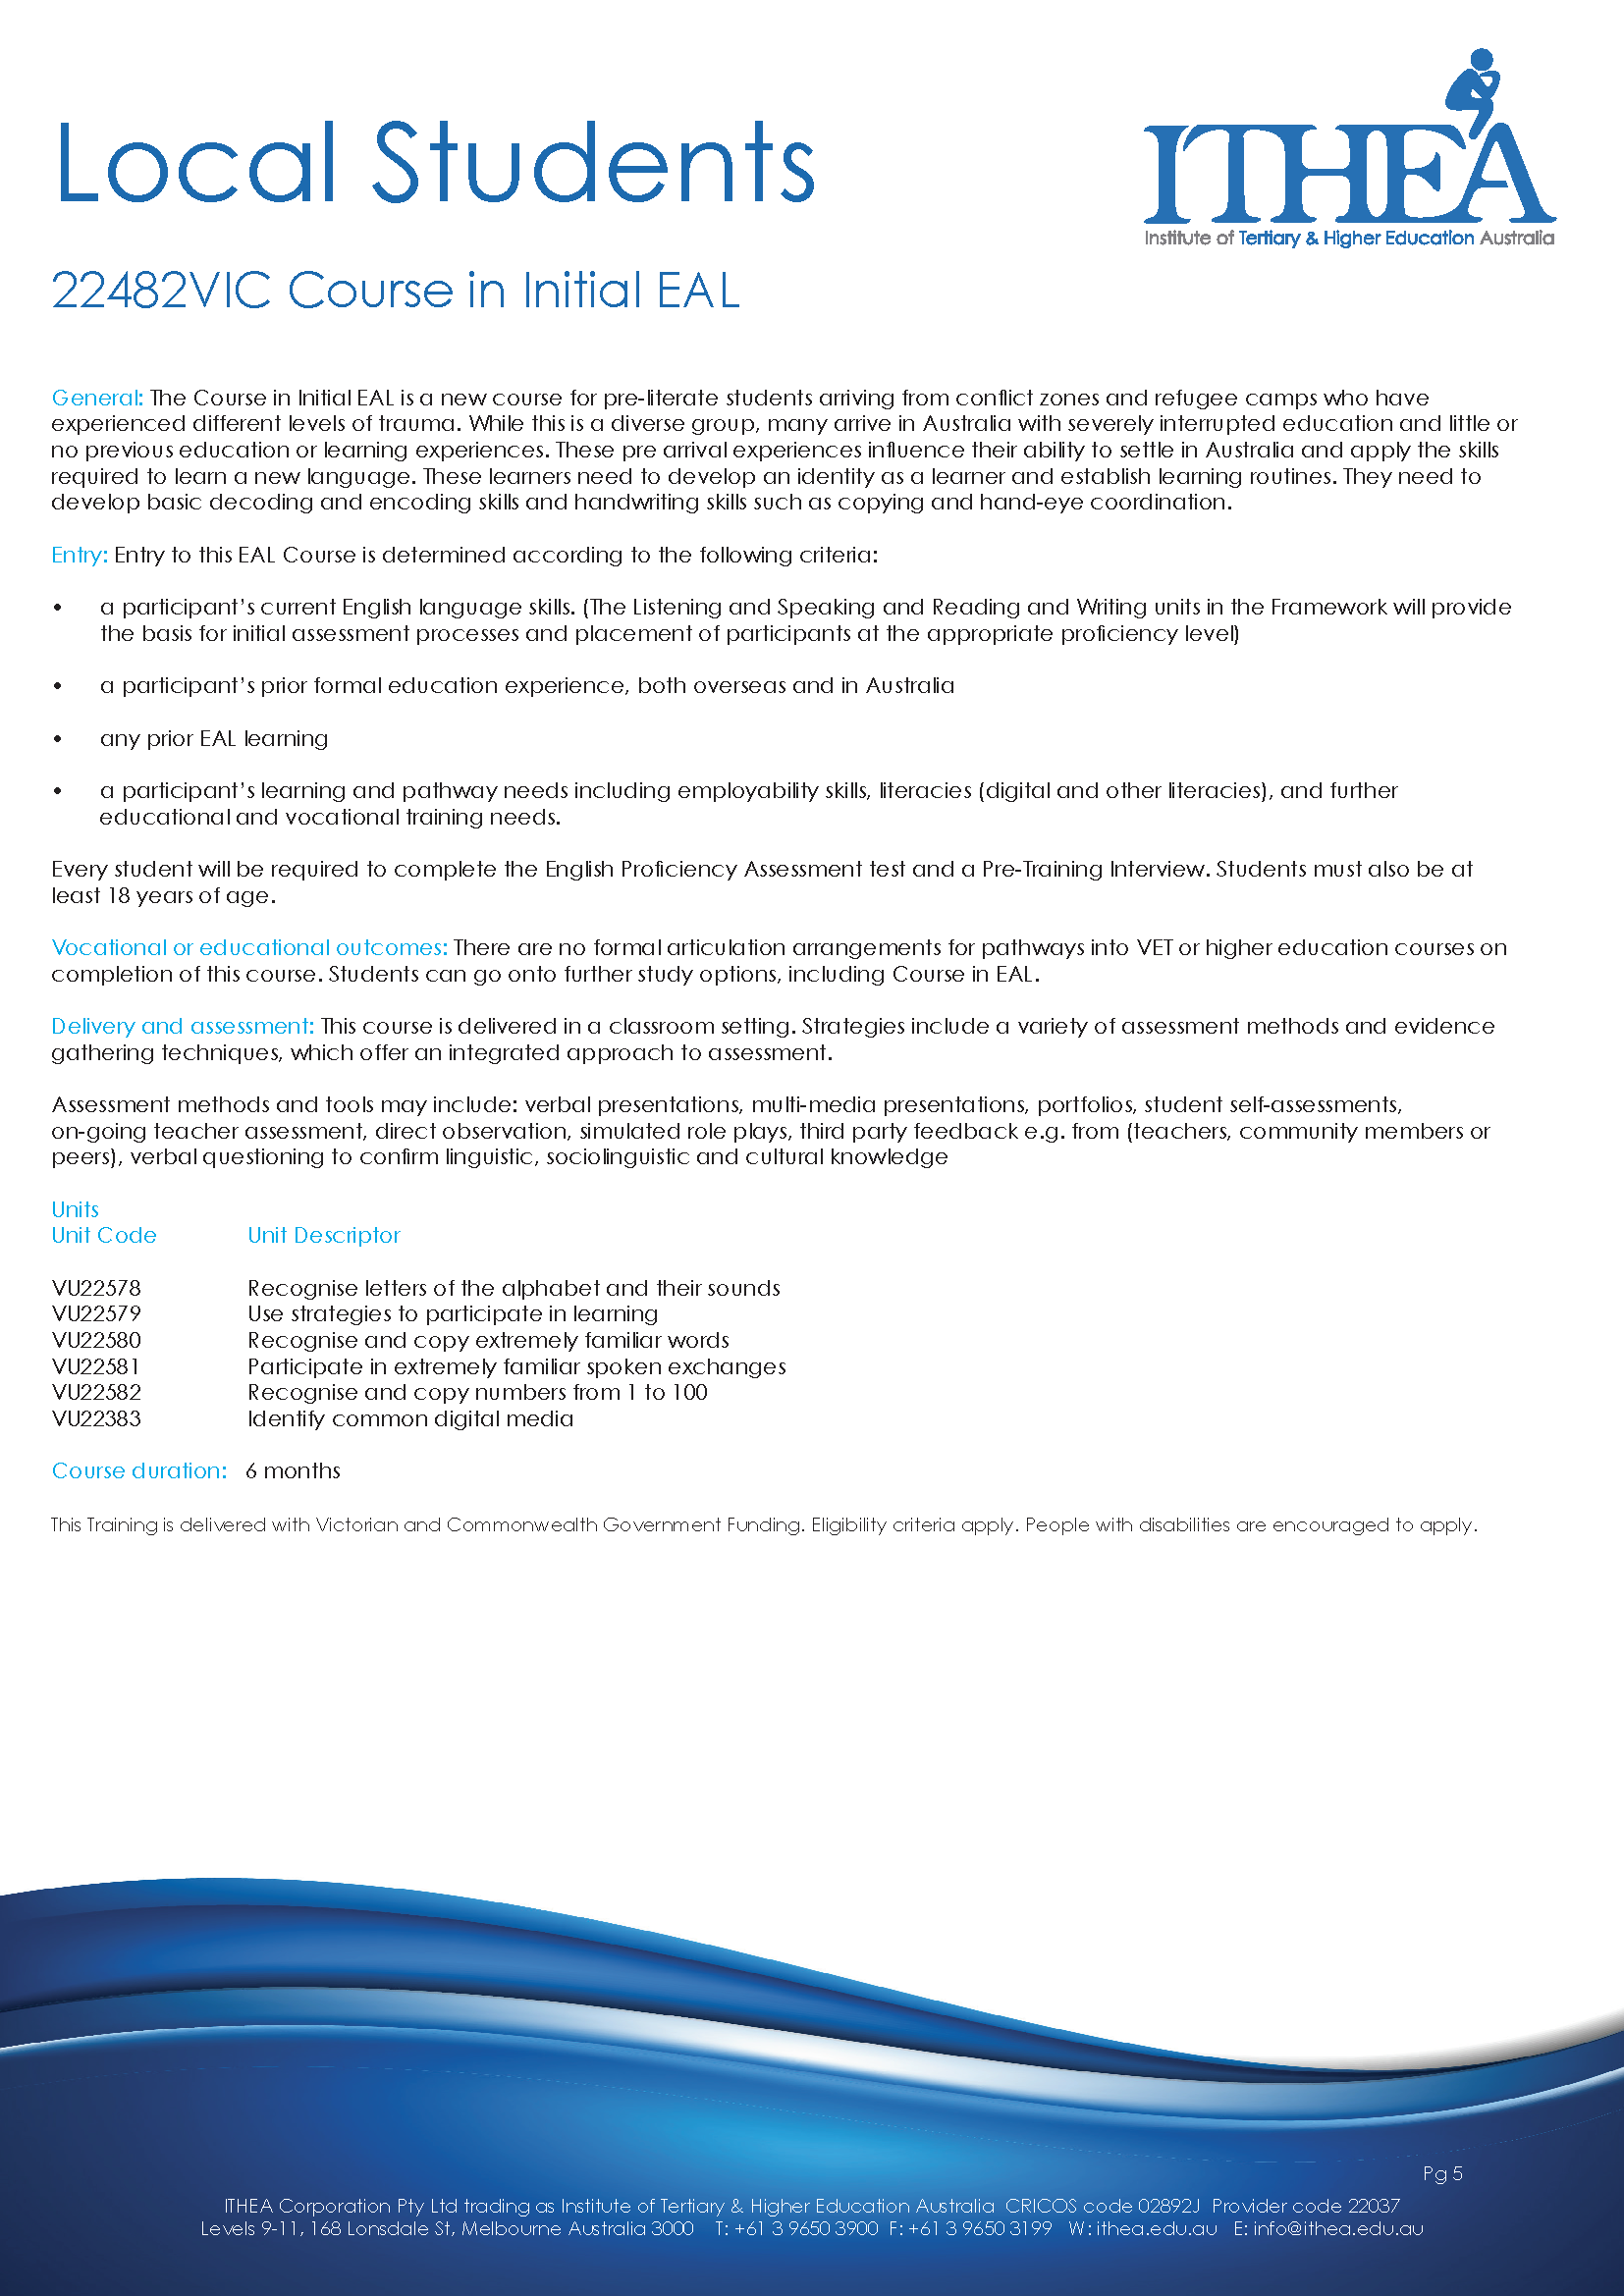 Local Students
ITHEA
Institute of Tertiary & Higher Education Australia
22482VIC Course in Initial EAL
General: The Course in Initial EAL is a new course for pre-literate students arriving from conflict zones and refugee camps who have
experienced different levels of trauma. While this is a diverse group, many arrive in Australia with severely interrupted education and little or
no previous education or learning experiences. These pre arrival experiences influence their ability to settle in Australia and apply the skills
required to learn a new language. These learners need to develop an identity as a learner and establish learning routines. They need to
develop basic decoding and encoding skills and handwriting skills such as copying and hand-eye coordination.
Entry: Entry to this EAL Course is determined according to the following criteria:
• a participant's current English language skills. (The Listening and Speaking and Reading and Writing units in the Framework will provide
the basis for initial assessment processes and placement of participants at the appropriate proficiency level)
• a participant's prior formal education experience, both overseas and in Australia
• any prior EAL learning
• a participant's learning and pathway needs including employability skills, literacies (digital and other literacies), and further
educational and vocational training needs.
Every student will be required to complete the English Proficiency Assessment test and a Pre-Training Interview. Students must also be at
least 18 years of age.
Vocational or educational outcomes: There are no formal articulation arrangements for pathways into VET or higher education courses on
completion of this course. Students can go onto further study options, including Course in EAL.
Delivery and assessment: This course is delivered in a classroom setting. Strategies include a variety of assessment methods and evidence
gathering techniques, which offer an integrated approach to assessment.
Assessment methods and tools may include: verbal presentations, multi-media presentations, portfolios, student self-assessments,
on-going teacher assessment, direct observation, simulated role plays, third party feedback e.g. from (teachers, community members or
peers), verbal questioning to confirm linguistic, sociolinguistic and cultural knowledge
Units
Unit Code Unit Descriptor
VU22578 Recognise letters of the alphabet and their sounds
VU22579 Use strategies to participate in learning
VU22580 Recognise and copy extremely familiar words
VU22581 Participate in extremely familiar spoken exchanges
VU22582 Recognise and copy numbers from 1 to 100
VU22383 Identify common digital media
Course duration: 6 months
This Training is delivered with Victorian and Commonwealth Government Funding. Eligibility criteria apply. People with disabilities are encouraged to apply.
Pg 5
ITHEA Corporation Pty Ltd trading as Institute of Tertiary & Higher Education Australia CRICOS code 02892J Provider code 22037
Levels 9-11, 168 Lonsdale St, Melbourne Australia 3000 T: +61 3 9650 3900 F: +61 3 9650 3199 W: ithea.edu.au E: info@ithea.edu.au